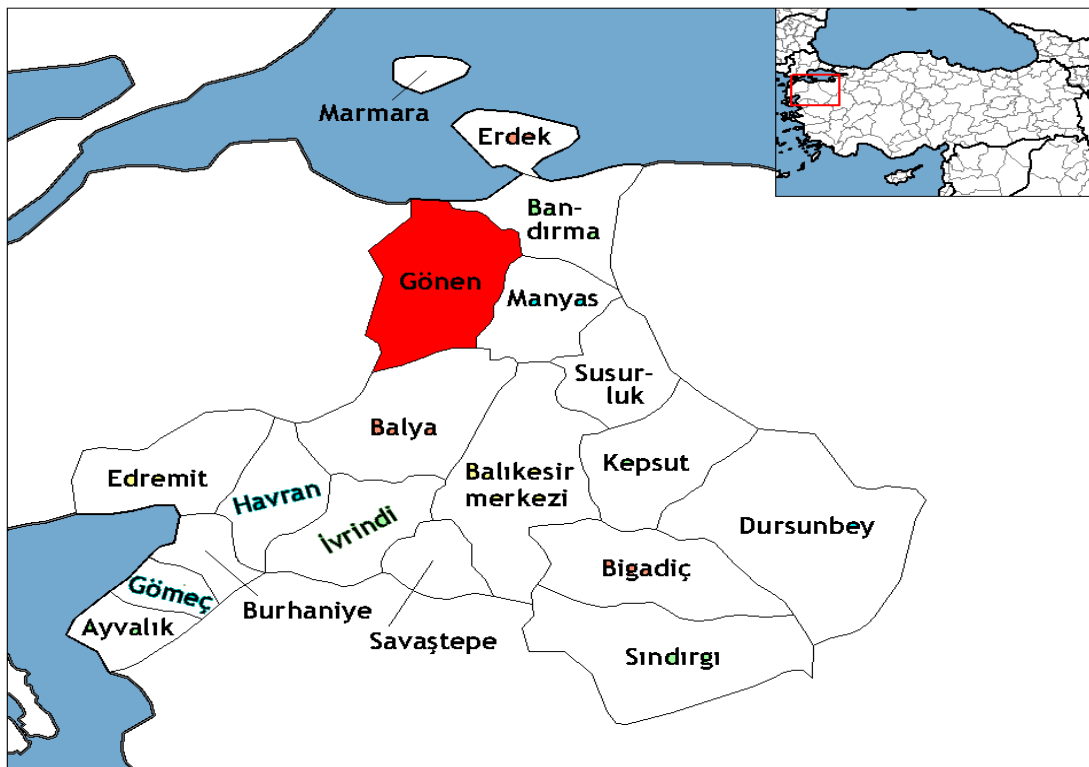 Marmara
Erdek
Ban-
dırma
Gönen
Manyas
Susur-
luk
Balya
Edremit
Havran
Balıkesir
merkezi
Kepsut
İvrindi
Dursunbey
Bigadiç
Gömeç
Burhaniye
Ayvalık
Savaştepe
Sındırgı